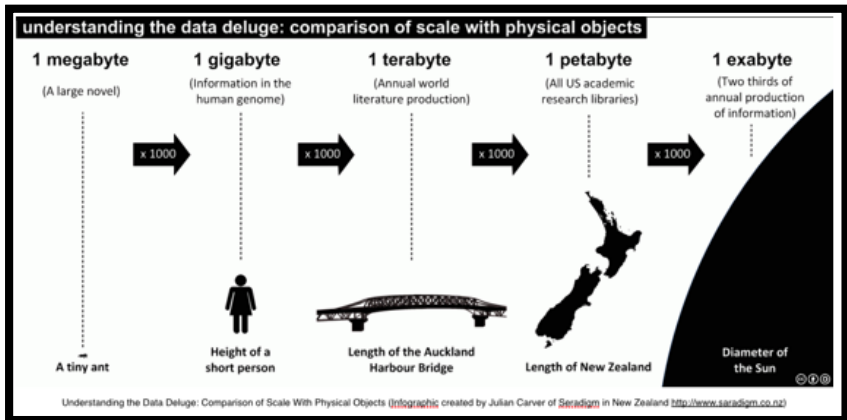 understanding the data deluge: comparison of scale with physical objects
1 megabyte
(A large novel)
x 1000
1 gigabyte
(Information in the
human genome)
x 1000
1 terabyte
(Annual world
literature production)
x 1000
1 petabyte
(All US academic
research libraries)
x 1000
1 exabyte
(Two thirds of
annual production
of information)
A tiny ant
Height of a
short person
Length of the Auckland
Harbour Bridge
Length of New Zealand
Diameter of
the Sun
Understanding the Data Deluge: Comparison of Scale With Physical Objects (Infographic created by Julian Carver of Seradigm in New Zealand http://www.saradigm.co.nz)